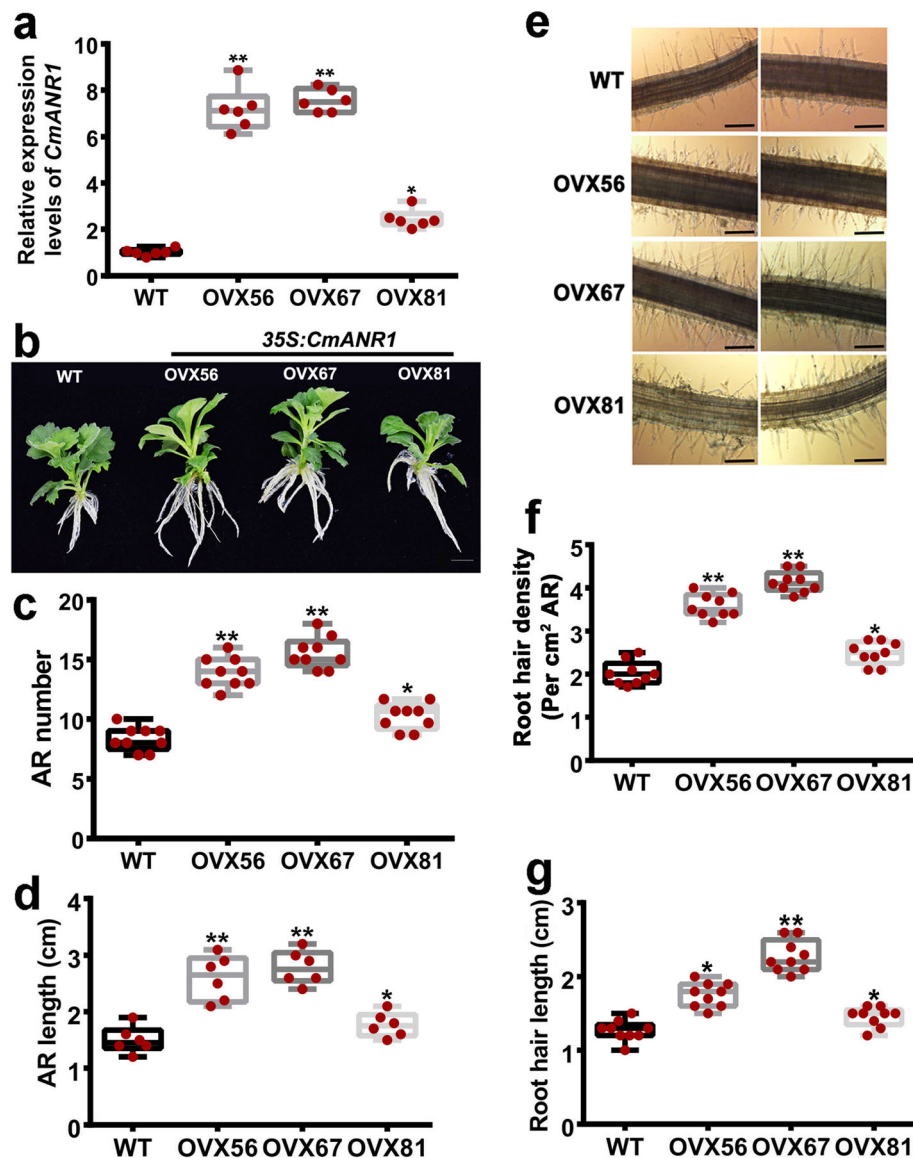 a
Relative expression
levels of CmANR1
10
8
6
4
2
0
**
**
*
WT OVX56 OVX67 OVX81
b
35S:CmANR1
WT OVX56 OVX67 OVX81
c
AR number
20
15
10
5
0
**
**
*
WT OVX56 OVX67 OVX81
d
AR length (cm)
4
3
2
1
0
**
**
*
WT OVX56 OVX67 OVX81
e
WT
OVX56
OVX67
OVX81
f
Root hair density
(Per cm² AR)
5
4
3
2
1
0
**
**
*
WT OVX56 OVX67 OVX81
g
Root hair length (cm)
3
2
1
0
*
**
*
WT OVX56 OVX67 OVX81